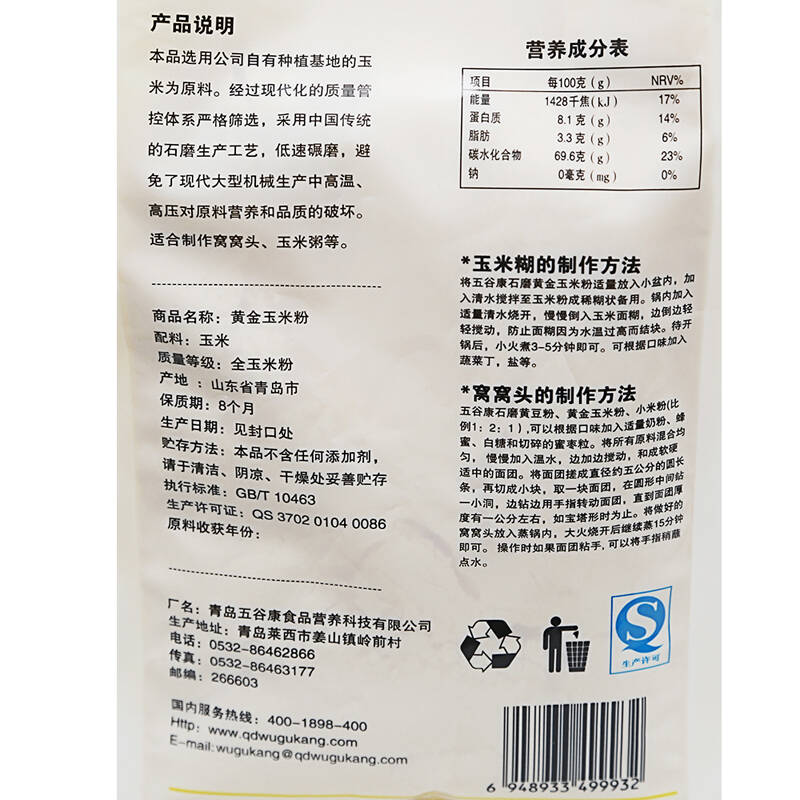 产品说明
本品选用公司自有种植基地的玉
米为原料。经过现代化的质量管
控体系严格筛选，采用中国传统
的石磨生产工艺，低速碾磨，避
免了现代大型机械生产中高温、
高压对原料营养和品质的破坏。
适合制作窝窝头、玉米粥等。
商品名称：黄金玉米粉
配料：玉米
质量等级：全玉米粉
产地：山东省青岛市
保质期：8个月
生产日期：见封口处
贮存方法：本品不含任何添加剂，
请于清洁、阴凉、干燥处妥善贮存
执行标准：GB/T 10463
生产许可证：QS 3702 0104 0086
原料收获年份：
厂名：青岛五谷康食品营养科技有限公司
生产地址：青岛莱西市姜山镇岭前村
电话：0532-86462866
传真：0532-86463177
邮编：266603
国内服务热线：400-1898-400
Http：www.qdwugukang.com
E-mail:wugukang@qdwugukang.com
营养成分表
项目 每100克（g） NRV%
能量 1428千焦(kJ) 17%
蛋白质 8.1克（g） 14%
脂肪 3.3克（g） 6%
碳水化合物 69.6克（g） 23%
钠 0毫克（mg） 0%
*玉米糊的制作方法
将五谷康石磨黄金玉米粉适量放入小盆内，加
入清水搅拌至玉米粉成稀糊状备用。锅内加入
适量清水烧开，慢慢倒入玉米面糊，边倒边轻
轻搅动，防止面糊因为水温过高而结块。待开
锅后，小火煮3-5分钟即可。可根据口味加入
蔬菜丁，盐等。
*窝窝头的制作方法
五谷康石磨黄豆粉、黄金玉米粉、小米粉(比
例1：2：1),可以根据口味加入适量奶粉、蜂
蜜、白糖和切碎的蜜枣粒。将所有原料混合均
匀，慢慢加入温水，边加边搅动，和成软硬
适中的面团。将面团搓成直径约五公分的圆长
条，再切成小块，取一块面团，在圆形中间钻
一小洞，边钻边用手指转动面团，直到面团厚
度有一公分左右，如宝塔形时为止。将做好的
窝窝头放入蒸锅内，大火烧开后继续蒸15分钟
即可。操作时如果面团粘手，可以将手指稍蘸
点水。
生产许可
6 948933 499932